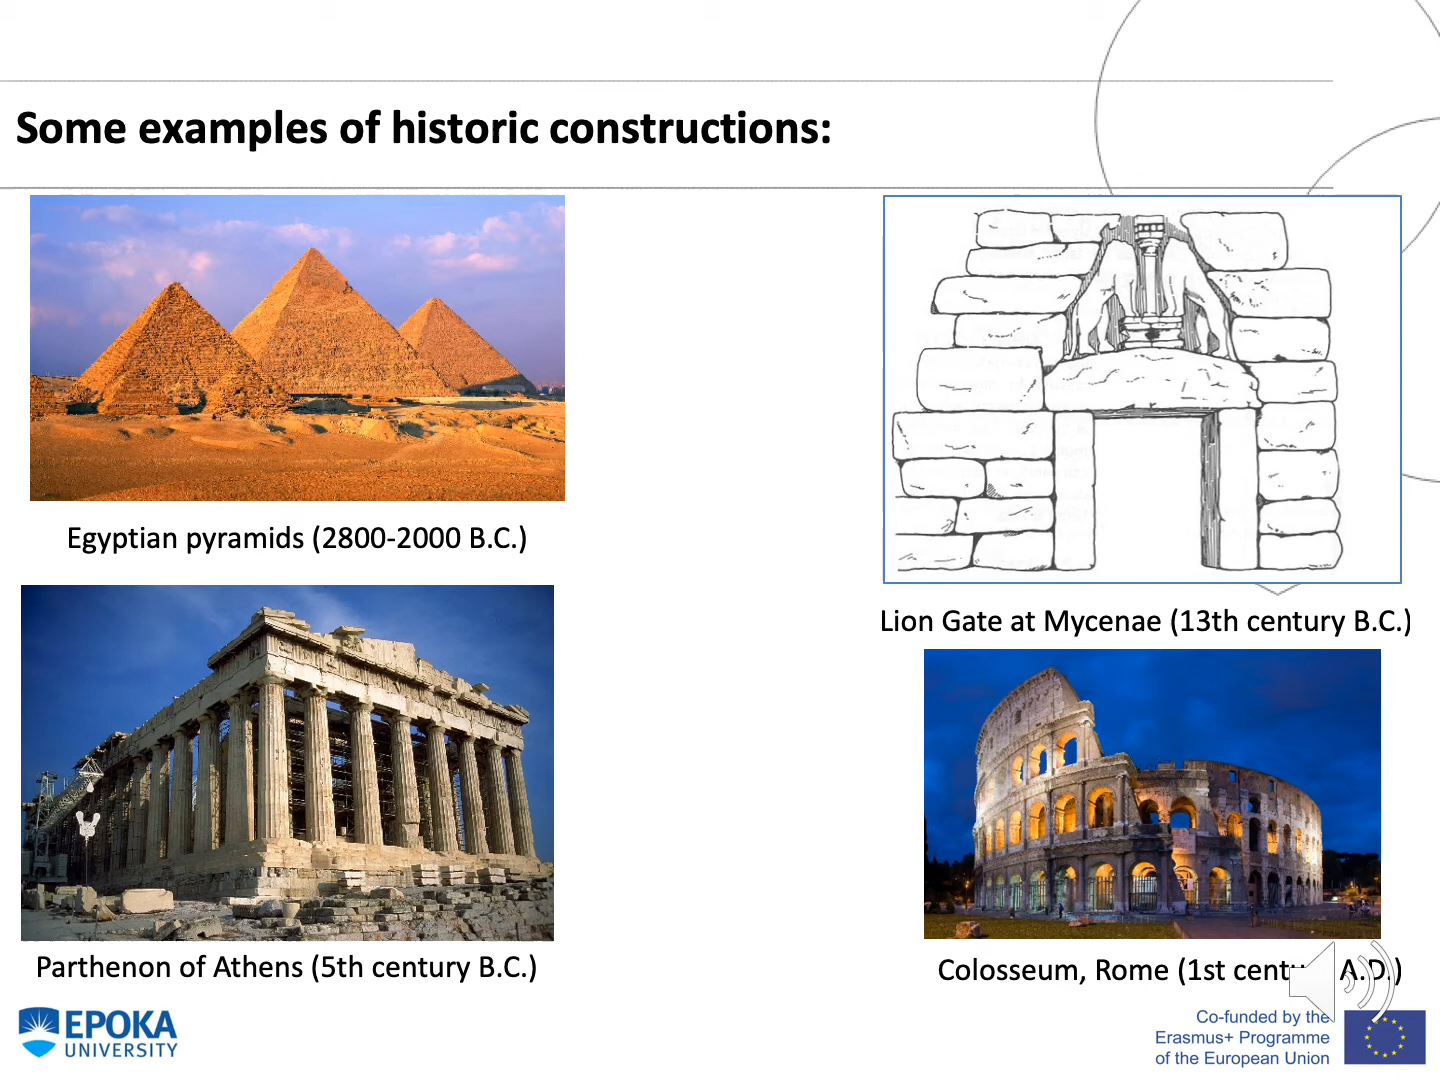 Some examples of historic constructions:
Egyptian pyramids (2800-2000 B.C.)
Lion Gate at Mycenae (13th century B.C.)
Parthenon of Athens (5th century B.C.)
Colosseum, Rome (1st century A.D.)
EPOKA
UNIVERSITY
Co-funded by the
Erasmus+ Programme
of the European Union